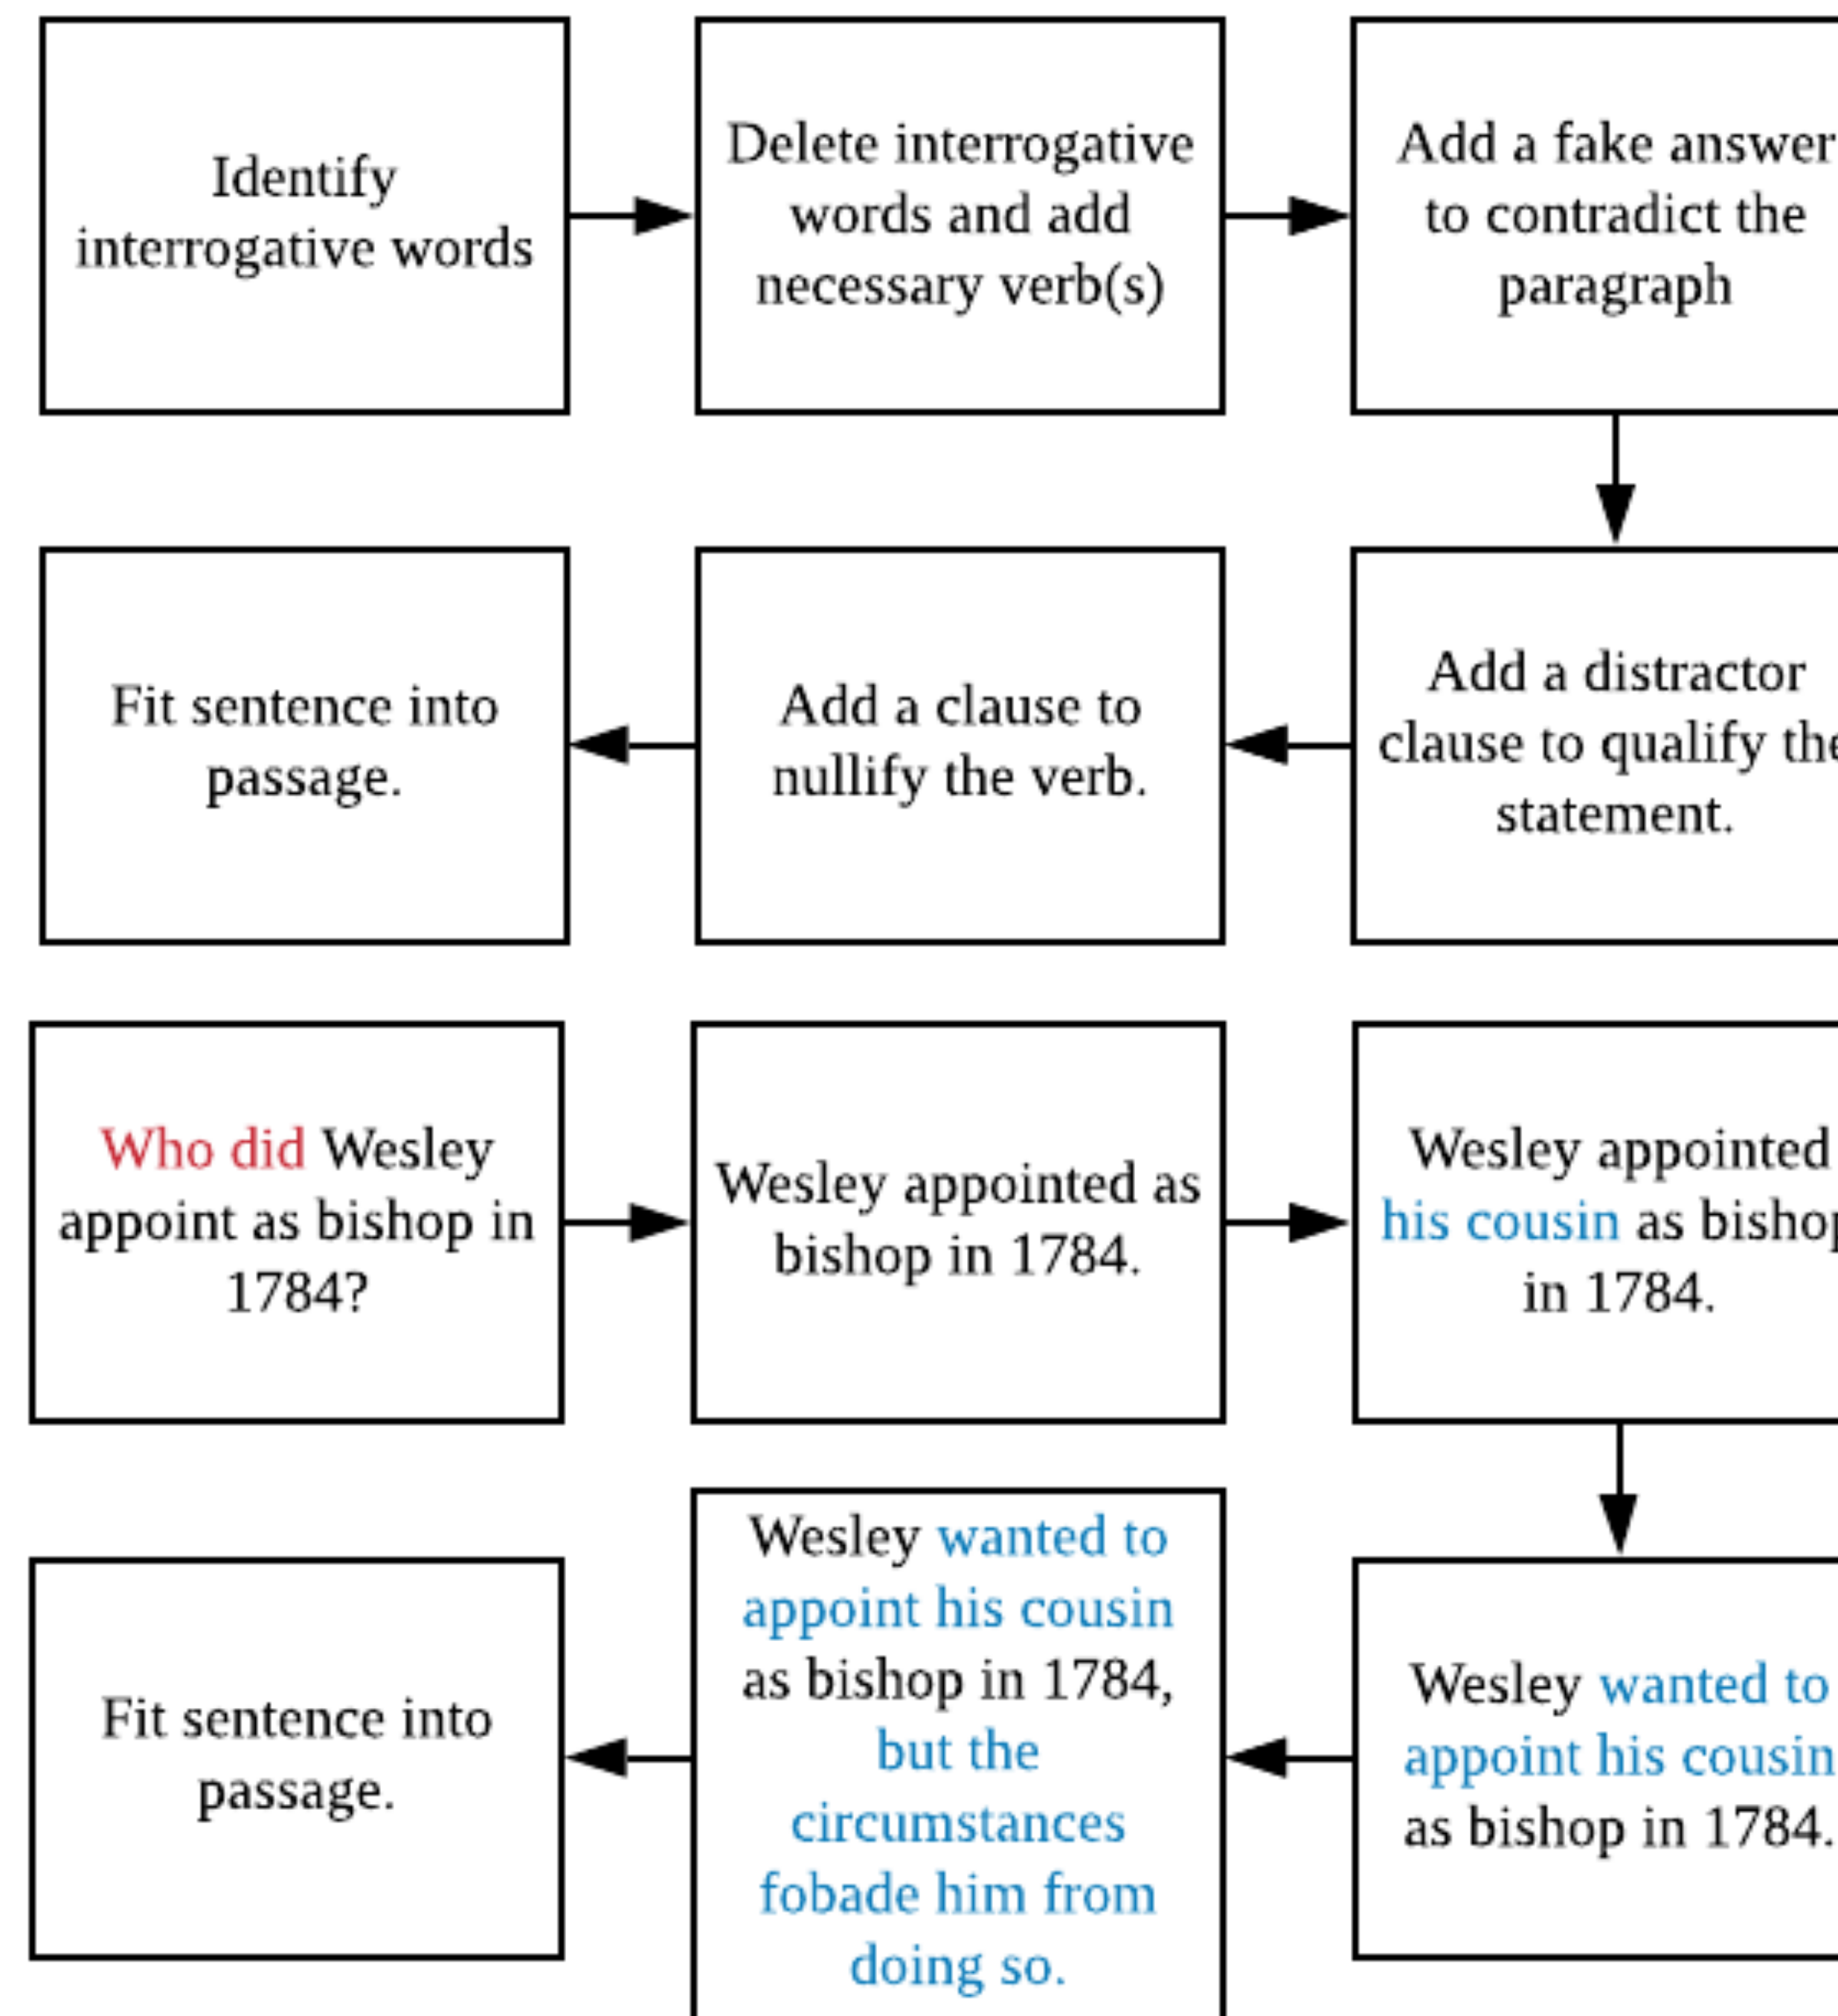 Identify
interrogative words
Delete interrogative
words and add
necessary verb(s)
Add a fake answer
to contradict the
paragraph
Add a distractor
clause to qualify the
statement.
Add a clause to
nullify the verb.
Fit sentence into
passage.
Who did Wesley
appoint as bishop in
1784?
Wesley appointed as
bishop in 1784.
Wesley appointed
his cousin as bishop
in 1784.
Wesley wanted to
appoint his cousin
as bishop in 1784.
Wesley wanted to
appoint his cousin
as bishop in 1784,
but the
circumstances
fobade him from
doing so.
Fit sentence into
passage.